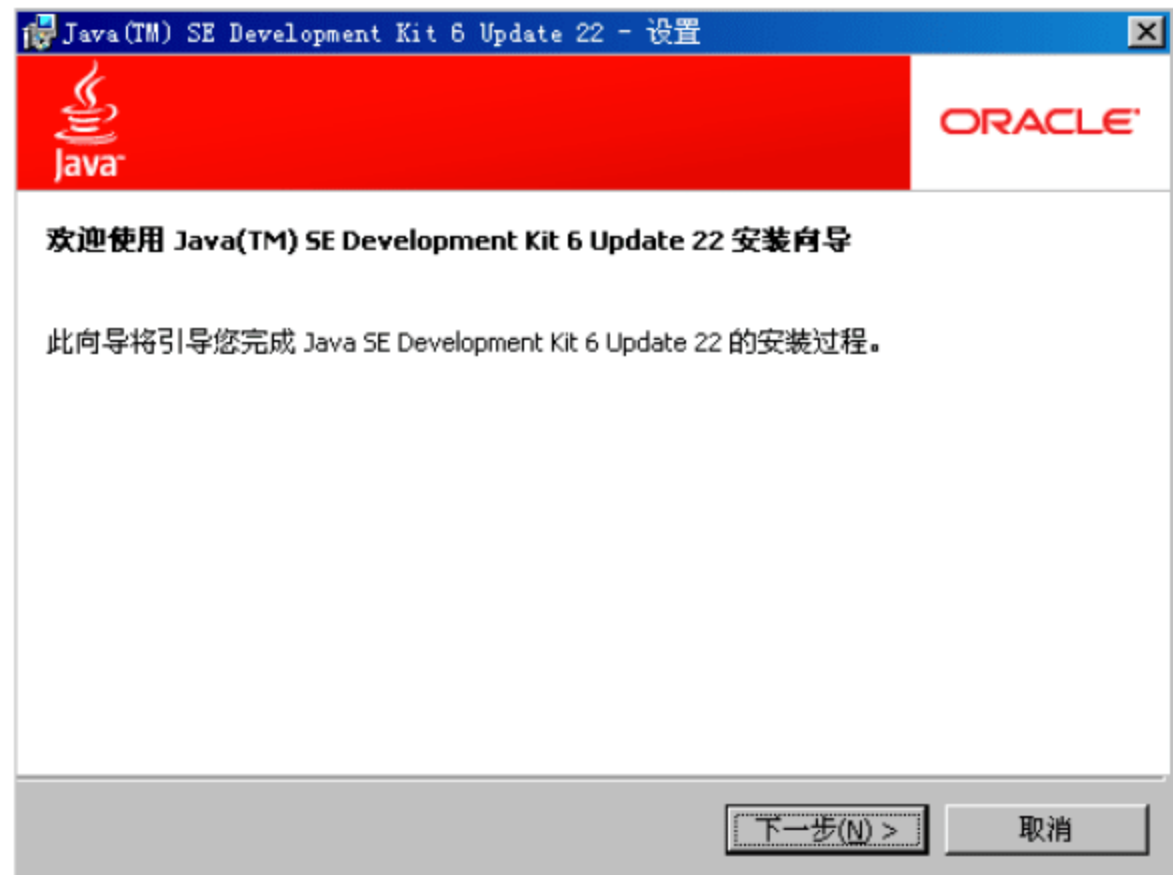 Java(TM) SE Development Kit 6 Update 22 - 设置
Java™
ORACLE®
欢迎使用 Java(TM) SE Development Kit 6 Update 22 安装向导
此向导将引导您完成 Java SE Development Kit 6 Update 22 的安装过程。
下一步(N) >
取消